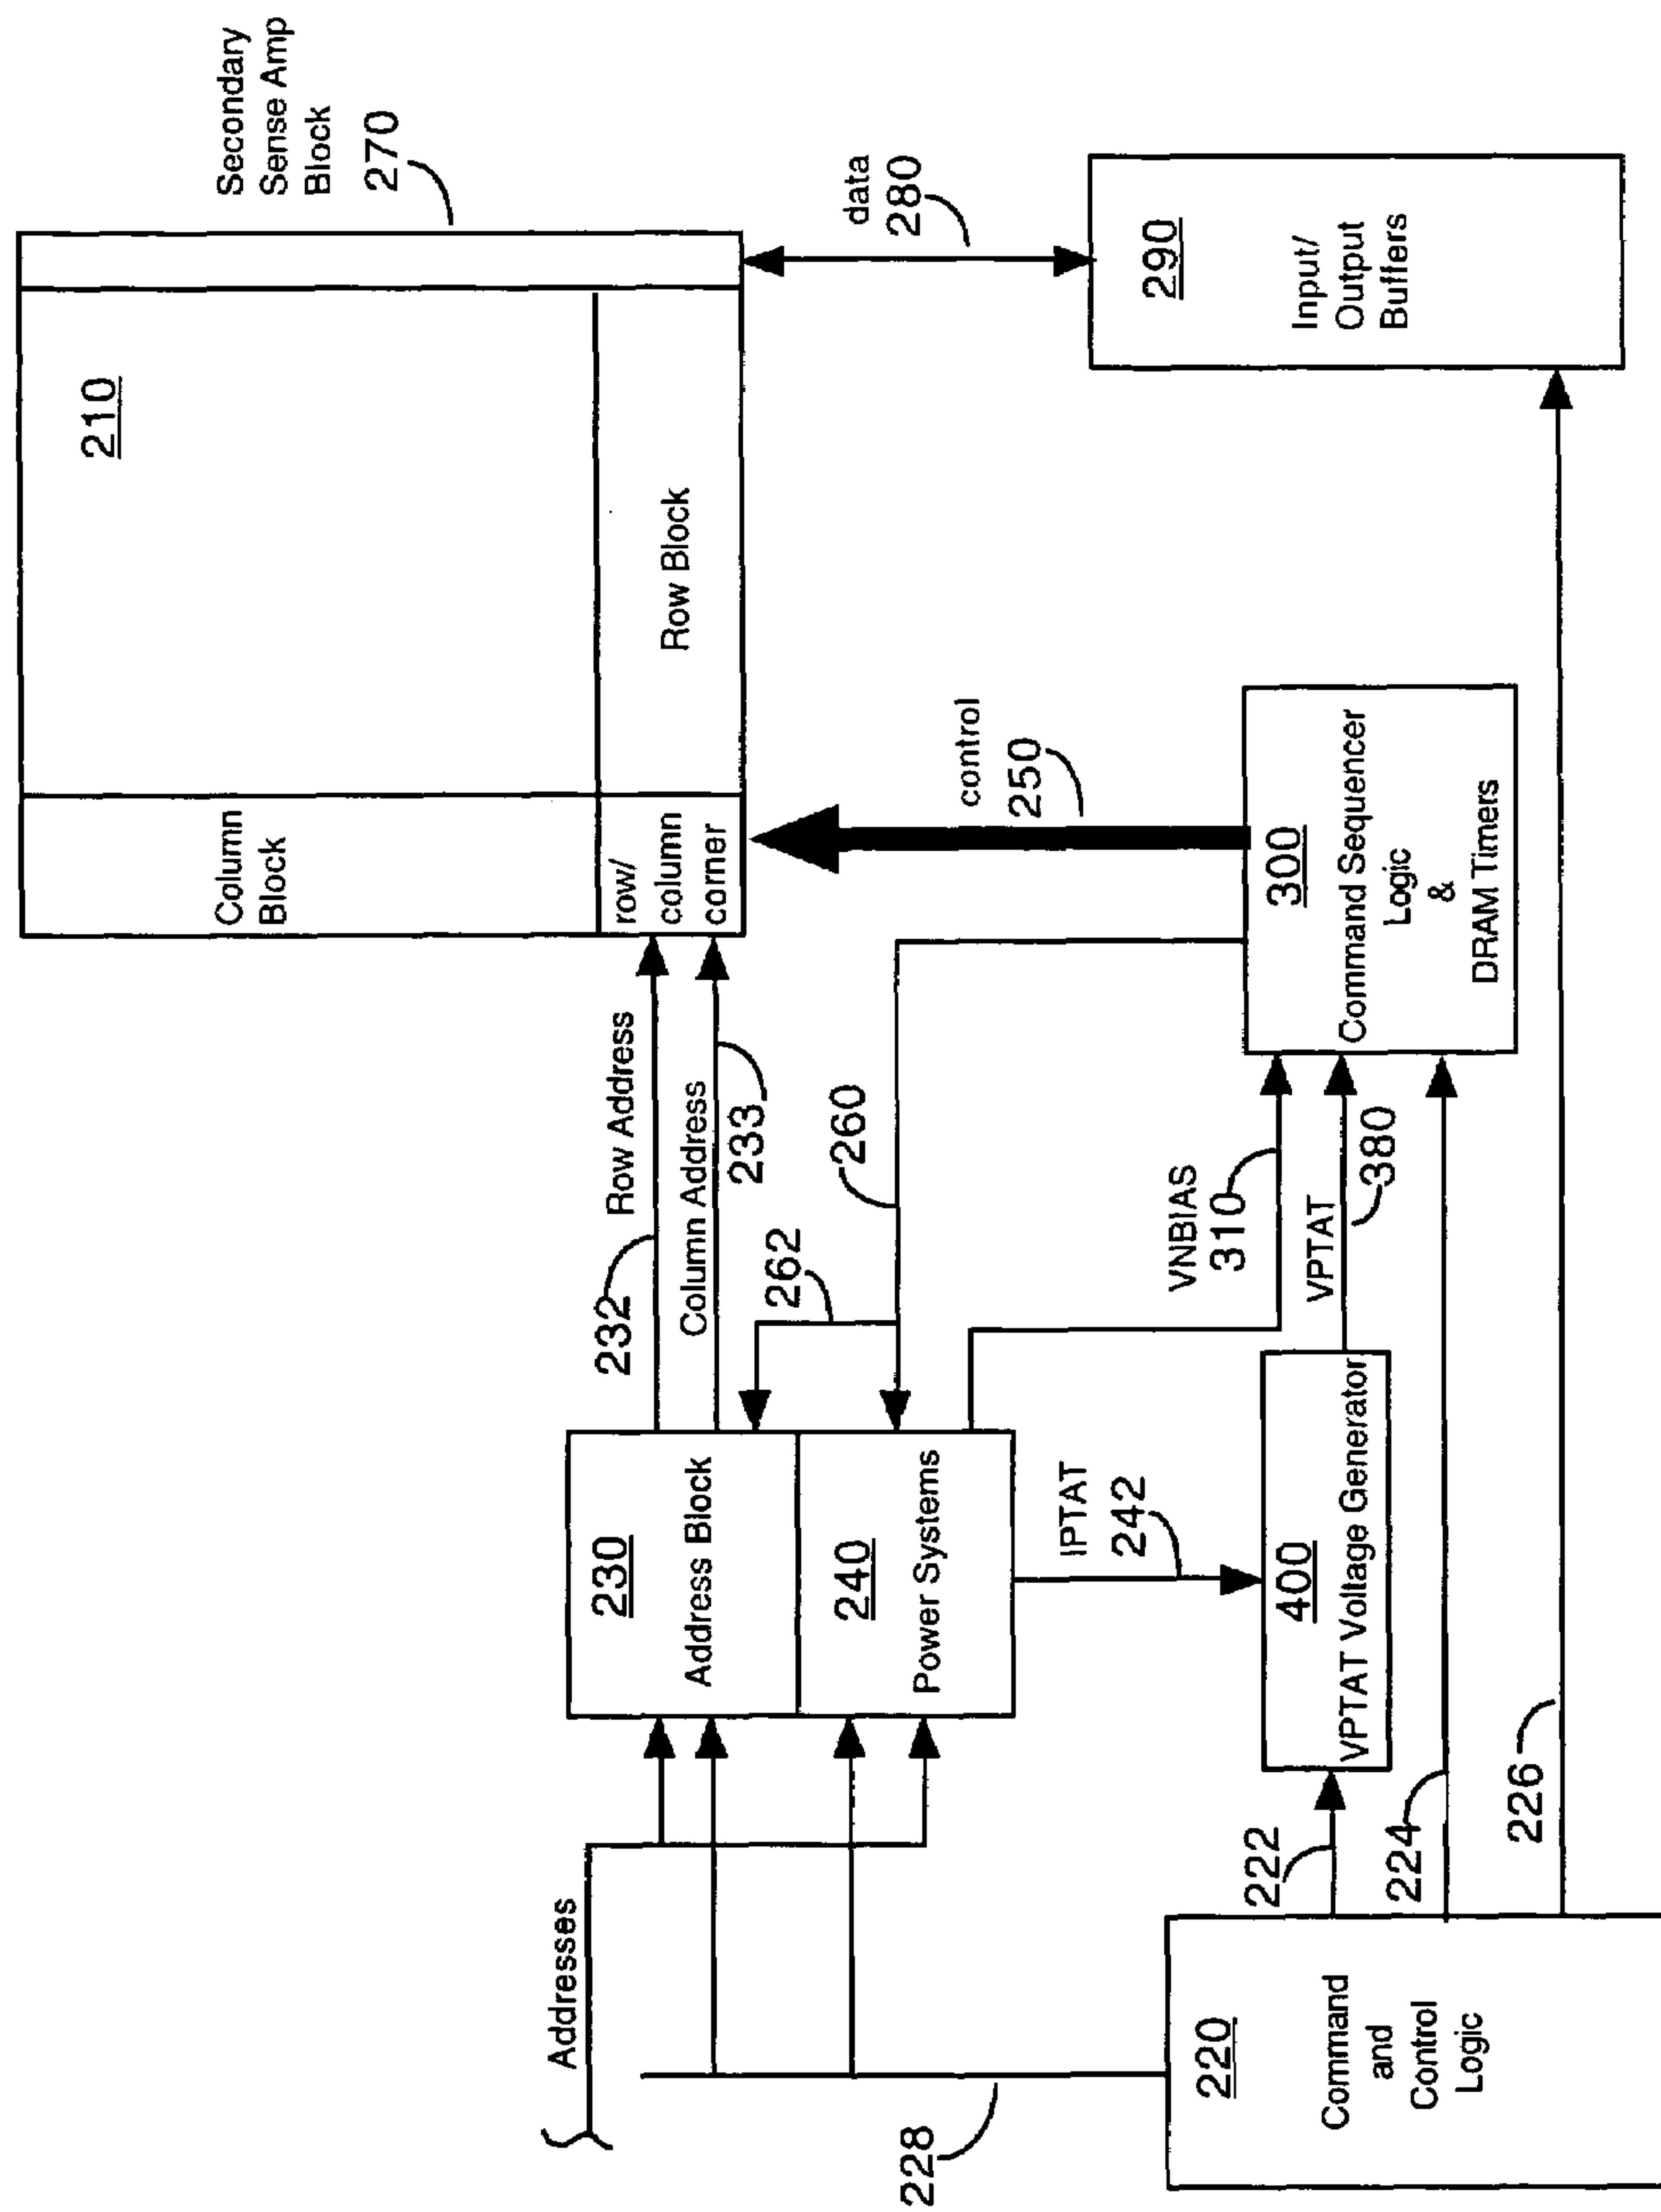 Secondary
Sense Amp
Block
270
210
Column
Block
Row Block
row/
column
corner
data
280
290
Input/
Output
Buffers
control
250
300
Command Sequencer
Logic
&
DRAM Timers
232
Row Address
Column Address
233
260
262
VNBIAS
310
VPTAT
380
230
Address Block
240
Power Systems
IPTAT
242
400
VPTAT Voltage Generator
222
224
226
Addresses
228
220
Command
and
Control
Logic